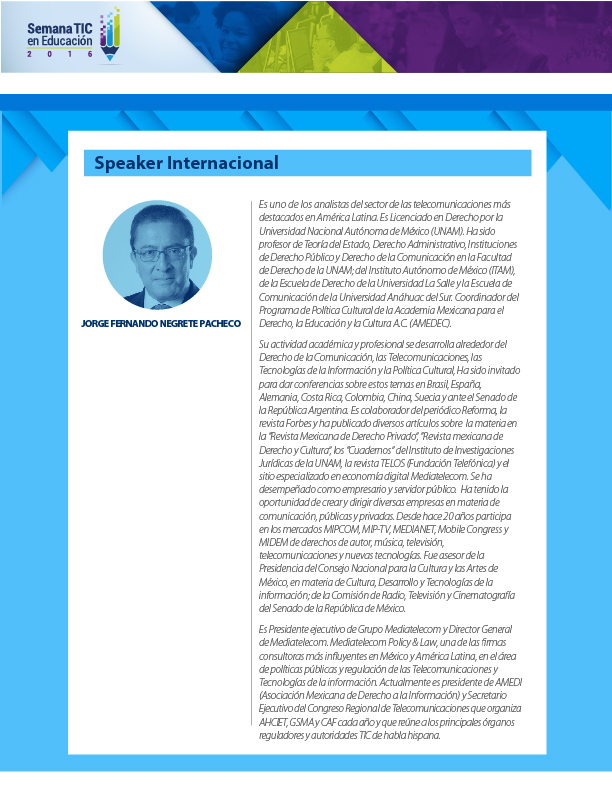 Semana TIC
en Educación
2 0 1 6
Speaker Internacional
JORGE FERNANDO NEGRETE PACHECO
Es uno de los analistas del sector de las telecomunicaciones más
destacados en América Latina. Es Licenciado en Derecho por la
Universidad Nacional Autónoma de México (UNAM). Ha sido
profesor de Teoría del Estado, Derecho Administrativo, Instituciones
de Derecho Público y Derecho de la Comunicación en la Facultad
de Derecho de la UNAM; del Instituto Autónomo de México (ITAM),
de la Escuela de Derecho de la Universidad La Salle y la Escuela de
Comunicación de la Universidad Anáhuac del Sur. Coordinador del
Programa de Política Cultural de la Academia Mexicana para el
Derecho, la Educación y la Cultura A.C. (AMEDEC).
Su actividad académica y profesional se desarrolla alrededor del
Derecho de la Comunicación, las Telecomunicaciones, las
Tecnologías de la Información y la Política Cultural, Ha sido invitado
para dar conferencias sobre estos temas en Brasil, España,
Alemania, Costa Rica, Colombia, China, Suecia y ante el Senado de
la República Argentina. Es colaborador del periódico Reforma, la
revista Forbes y ha publicado diversos artículos sobre la materia en
la "Revista Mexicana de Derecho Privado", "Revista mexicana de
Derecho y Cultura", los "Cuadernos" del Instituto de Investigaciones
Jurídicas de la UNAM, la revista TELOS (Fundación Telefónica) y el
sitio especializado en economía digital Mediatelecom. Se ha
desempeñado como empresario y servidor público. Ha tenido la
oportunidad de crear y dirigir diversas empresas en materia de
comunicación, públicas y privadas. Desde hace 20 años participa
en los mercados MIPCOM, MIP-TV, MEDIANET, Mobile Congress y
MIDEM de derechos de autor, música, televisión,
telecomunicaciones y nuevas tecnologías. Fue asesor de la
Presidencia del Consejo Nacional para la Cultura y las Artes de
México, en materia de Cultura, Desarrollo y Tecnologías de la
información; de la Comisión de Radio, Televisión y Cinematografía
del Senado de la República de México.
Es Presidente ejecutivo de Grupo Mediatelecom y Director General
de Mediatelecom. Mediatelecom Policy & Law, una de las firmas
consultoras más influyentes en México y América Latina, en el área
de políticas públicas y regulación de las Telecomunicaciones y
Tecnologías de la información. Actualmente es presidente de AMEDI
(Asociación Mexicana de Derecho a la Información) y Secretario
Ejecutivo del Congreso Regional de Telecomunicaciones que organiza
AHCIET, GSMA y CAF cada año y que reúne a los principales órganos
reguladores y autoridades TIC de habla hispana.